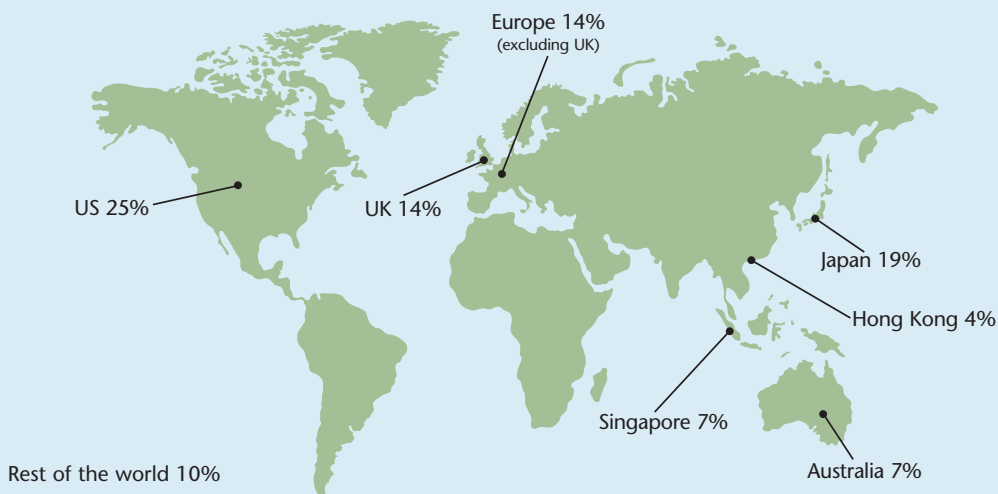 Europe 14%
(excluding UK)
US 25%
UK 14%
Japan 19%
Hong Kong 4%
Singapore 7%
Australia 7%
Rest of the world 10%